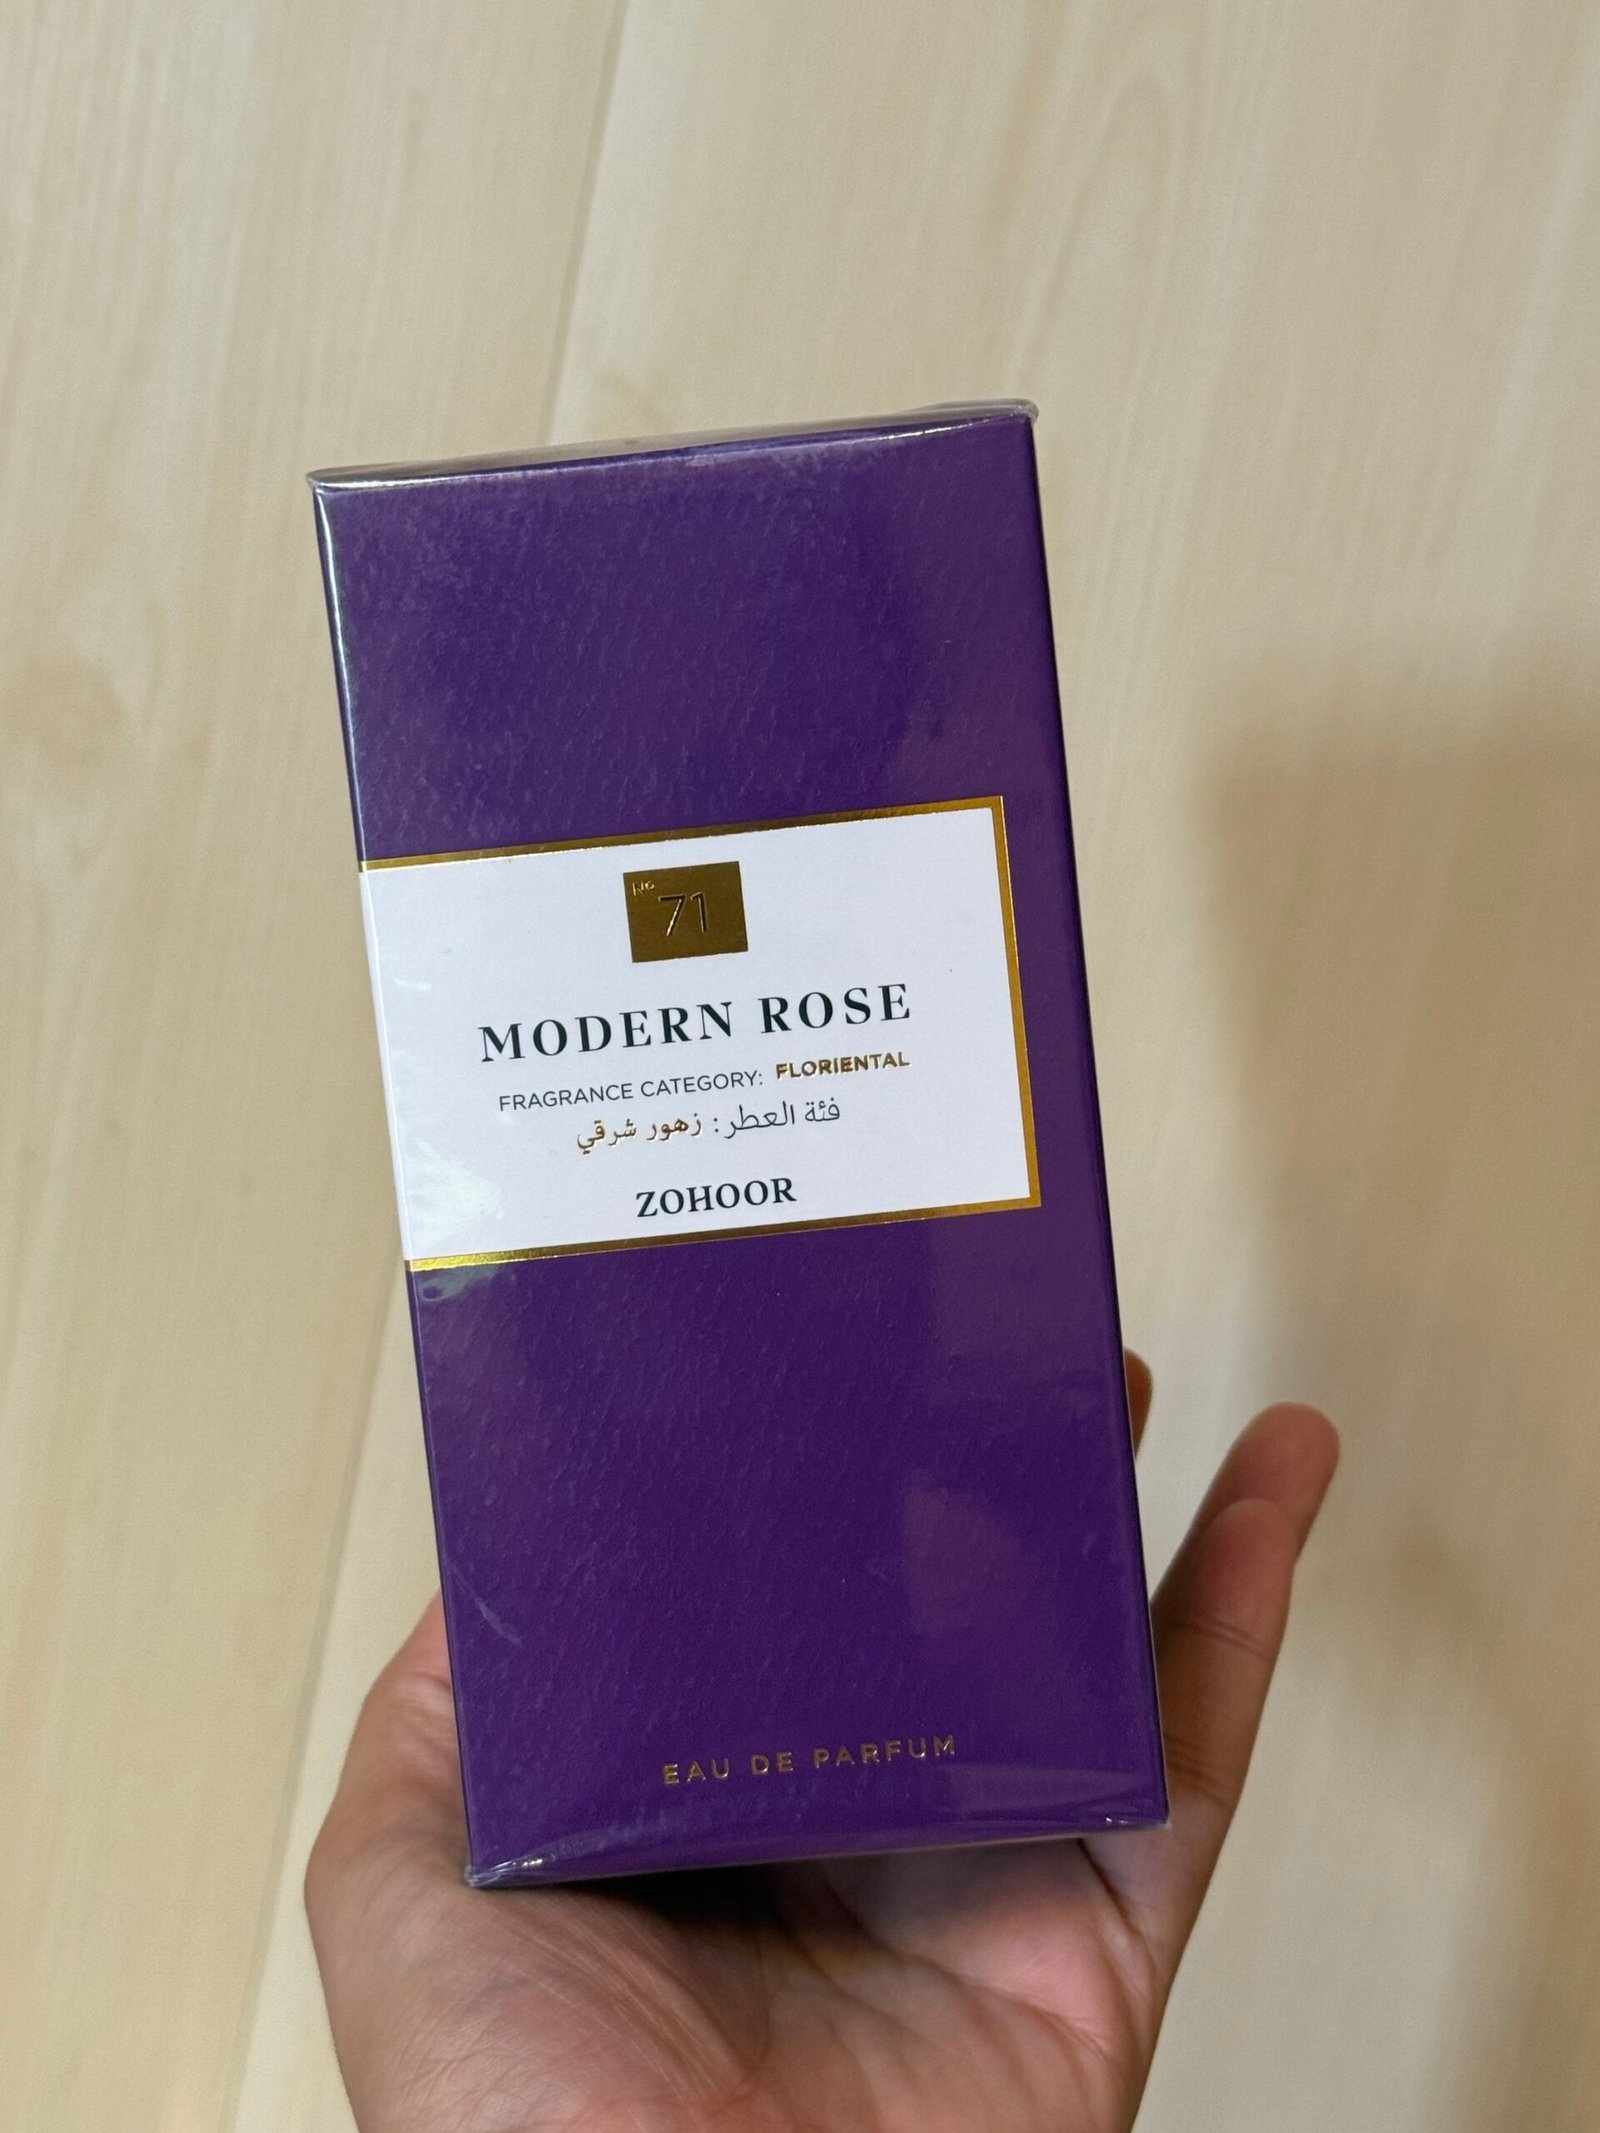 Nº 71
MODERN ROSE
FRAGRANCE CATEGORY: FLORIENTAL
فئة العطر: زهور شرقي
ZOHOOR
EAU DE PARFUM